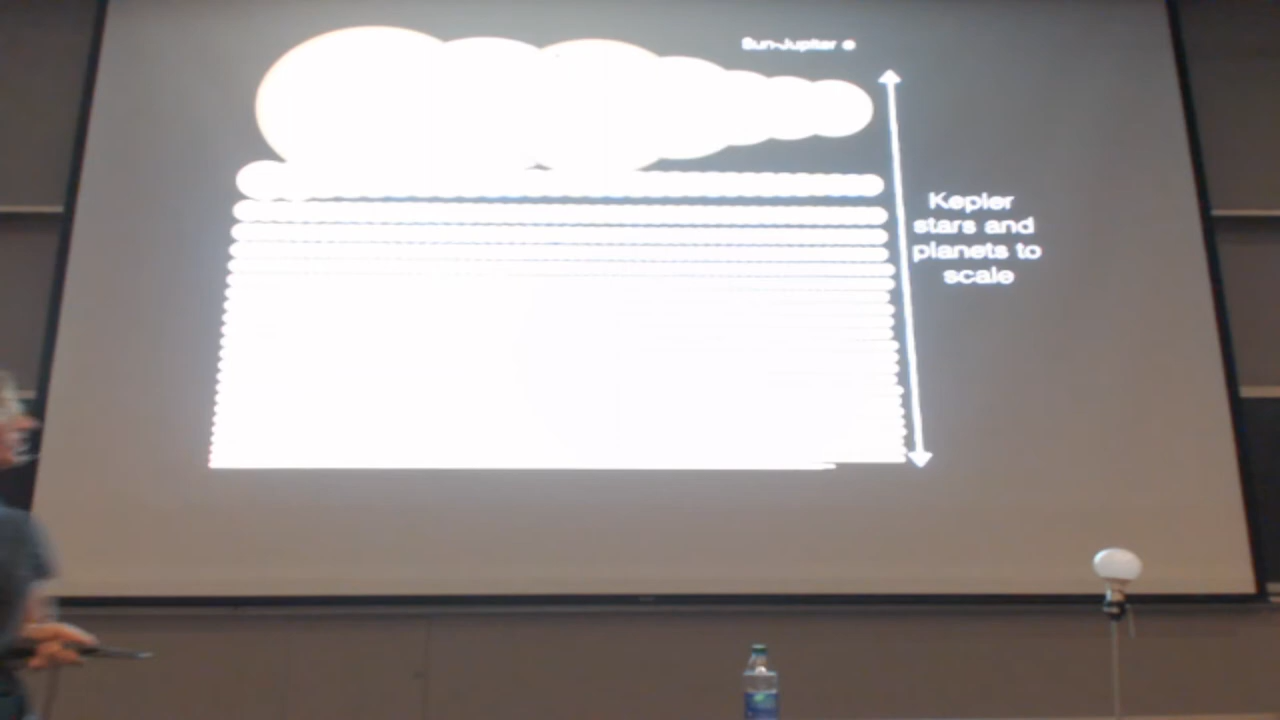 Sun-Jupiter
Kepler
stars and
planets to
scale